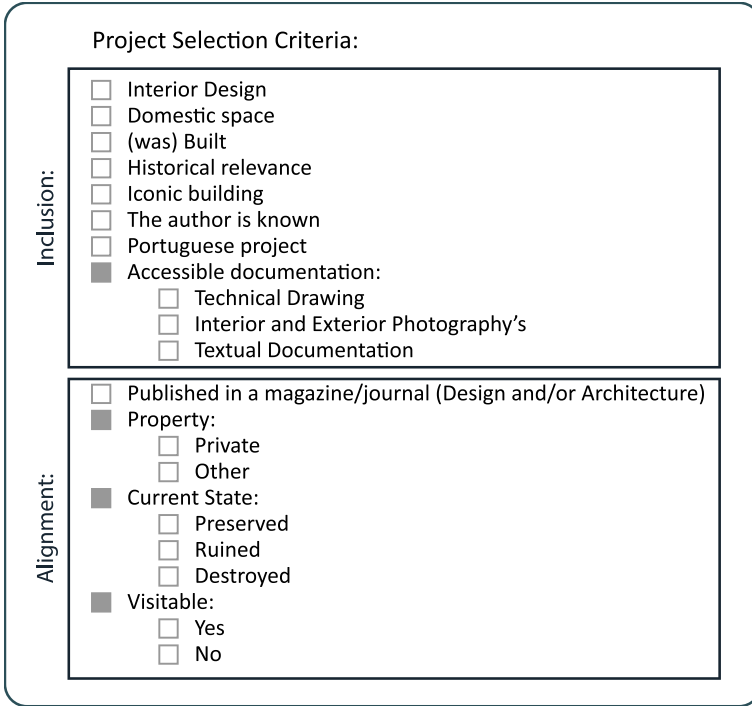 Project Selection Criteria:
Inclusion:
Interior Design
Domestic space
(was) Built
Historical relevance
Iconic building
The author is known
Portuguese project
Accessible documentation:
Technical Drawing
Interior and Exterior Photography's
Textual Documentation
Alignment:
Published in a magazine/journal (Design and/or Architecture)
Property:
Private
Other
Current State:
Preserved
Ruined
Destroyed
Visitable:
Yes
No